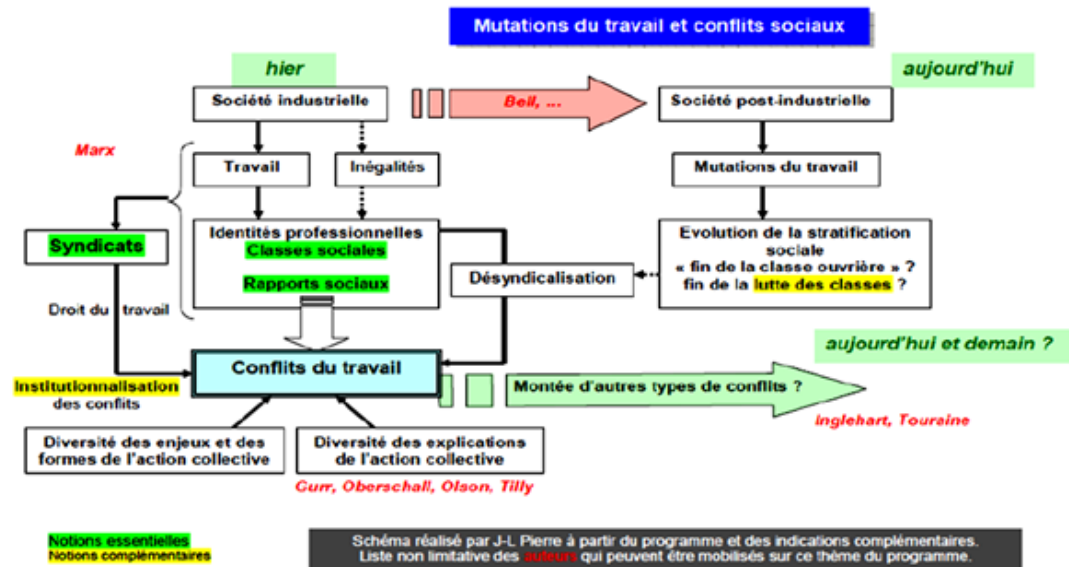 Mutations du travail et conflits sociaux
hier
aujourd'hui
Société industrielle
Bell, ...
Société post-industrielle
Marx
Travail
Inégalités
Mutations du travail
Syndicats
Identités professionnelles
Classes sociales
Rapports sociaux
Désyndicalisation
Evolution de la stratification
sociale
« fin de la classe ouvrière » ?
fin de la lutte des classes ?
Droit du travail
aujourd'hui et demain ?
Conflits du travail
Institutionnalisation
des conflits
Montée d'autres types de conflits ?
Inglehart, Touraine
Diversité des enjeux et des
formes de l'action collective
Diversité des explications
de l'action collective
Gurr, Oberschall, Olson, Tilly
Notions essentielles
Notions complémentaires
Schéma réalisé par J-L Pierre à partir du programme et des indications complémentaires.
Liste non limitative des auteurs qui peuvent être mobilisés sur ce thème du programme.